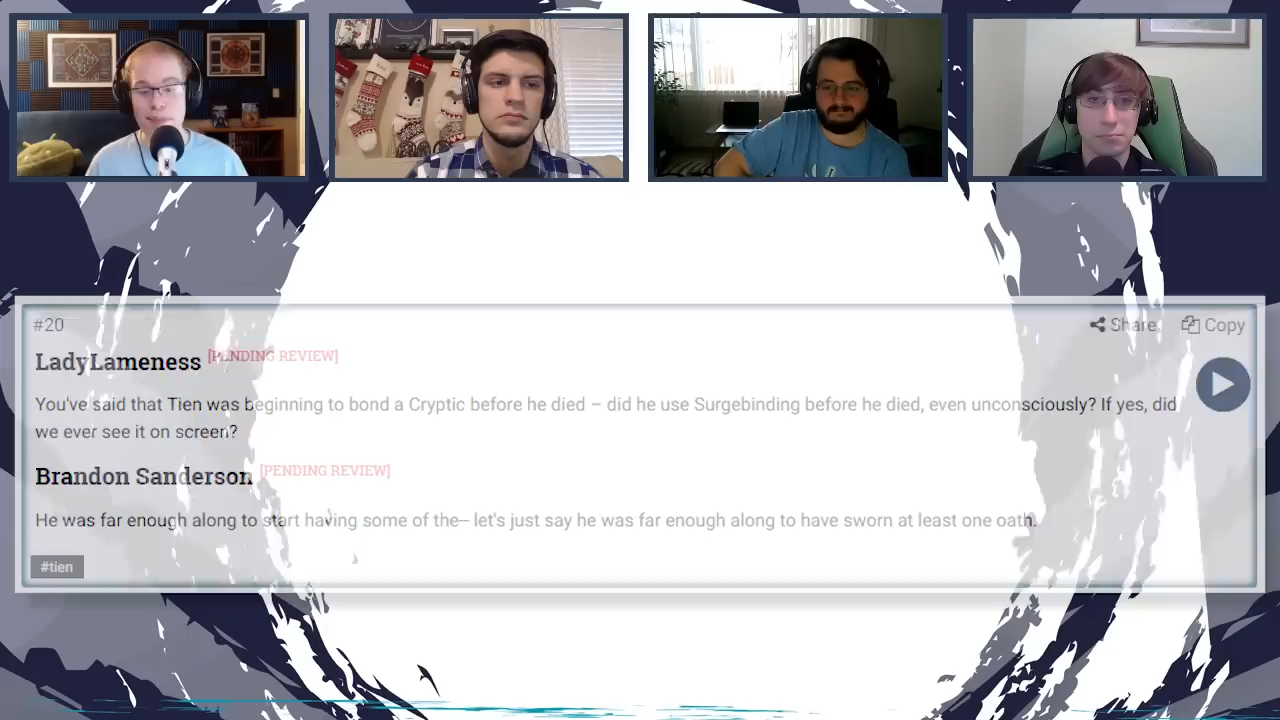 #20
Share
Copy
LadyLameness [PENDING REVIEW]
You've said that Tien was beginning to bond a Cryptic before he died – did he use Surgebinding before he died, even unconsciously? If yes, did
we ever see it on screen?
Brandon Sanderson [PENDING REVIEW]
He was far enough along to start having some of the– let's just say he was far enough along to have sworn at least one oath.
#tien